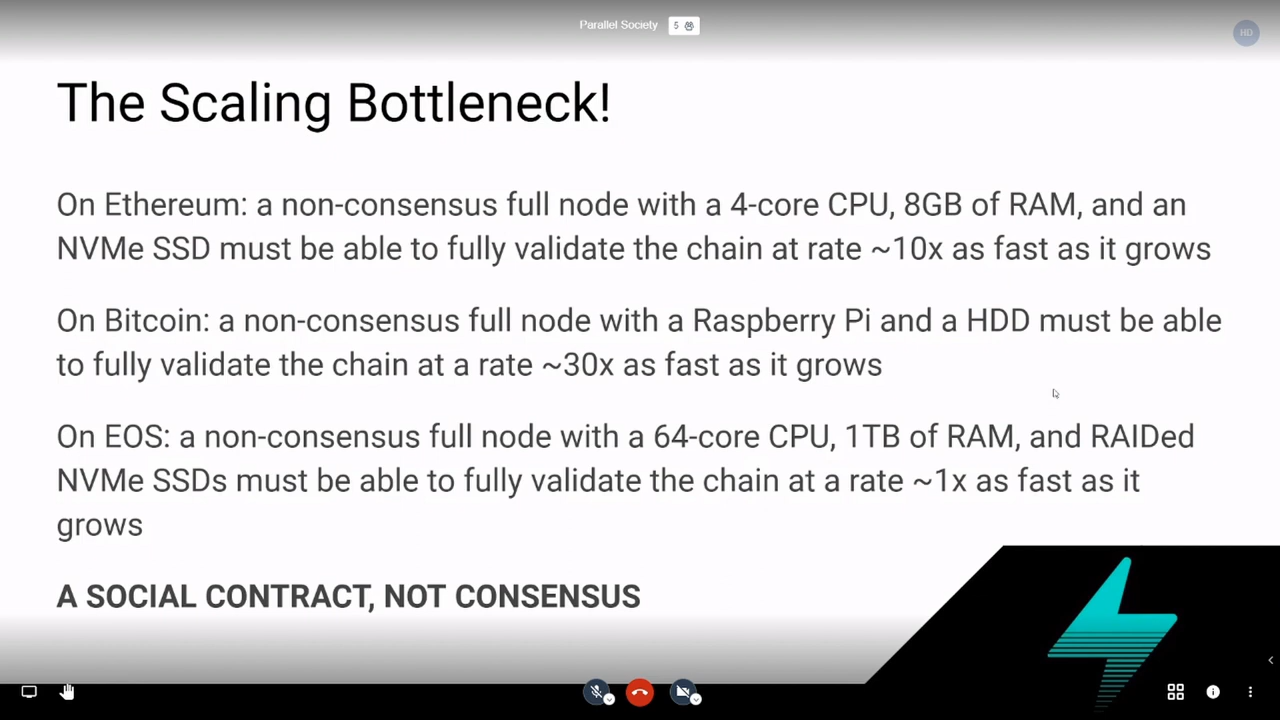 Parallel Society 5
HD
The Scaling Bottleneck!
On Ethereum: a non-consensus full node with a 4-core CPU, 8GB of RAM, and an
NVMe SSD must be able to fully validate the chain at rate ~10x as fast as it grows
On Bitcoin: a non-consensus full node with a Raspberry Pi and a HDD must be able
to fully validate the chain at a rate ~30x as fast as it grows
On EOS: a non-consensus full node with a 64-core CPU, 1TB of RAM, and RAIDed
NVMe SSDs must be able to fully validate the chain at a rate ~1x as fast as it
grows
A SOCIAL CONTRACT, NOT CONSENSUS